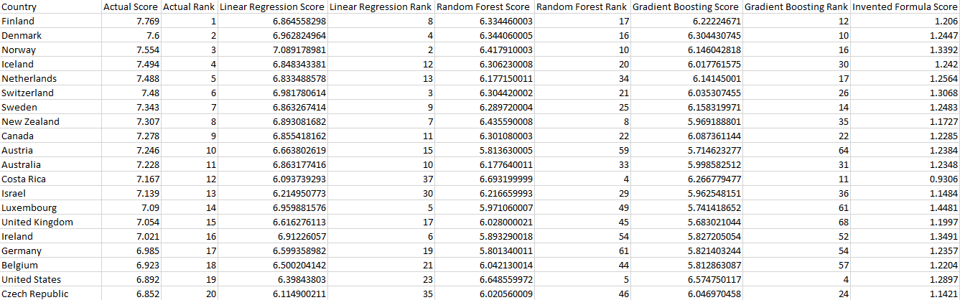 Country Actual Score Actual Rank Linear Regression Score Linear Regression Rank Random Forest Score Random Forest Rank Gradient Boosting Score Gradient Boosting Rank Invented Formula Score
Finland 7.769 1 6.864558298 8 6.334460003 17 6.22224671 12 1.206
Denmark 7.6 2 6.962824964 4 6.344060005 16 6.304430745 10 1.2447
Norway 7.554 3 7.089178981 2 6.417910003 10 6.146042818 16 1.3392
Iceland 7.494 4 6.848343381 12 6.306230008 20 6.017761575 30 1.242
Netherlands 7.488 5 6.833488578 13 6.177150011 34 6.14145001 17 1.2564
Switzerland 7.48 6 6.981780614 3 6.304420002 21 6.035307455 26 1.3068
Sweden 7.343 7 6.863267414 9 6.289720004 25 6.158319971 14 1.2483
New Zealand 7.307 8 6.893081682 7 6.435590008 8 5.969188801 35 1.1727
Canada 7.278 9 6.855418162 11 6.301080003 22 6.087361144 22 1.2285
Austria 7.246 10 6.663802619 15 5.813630005 59 5.714623277 64 1.2384
Australia 7.228 11 6.863177416 10 6.177640011 33 5.998582512 31 1.2348
Costa Rica 7.167 12 6.093739293 37 6.693199999 4 6.266779477 11 0.9306
Israel 7.139 13 6.214950773 30 6.216659993 29 5.962548151 36 1.1484
Luxembourg 7.09 14 6.959881576 5 5.971060007 49 5.741418652 61 1.4481
United Kingdom 7.054 15 6.616276113 17 6.028000021 45 5.683021044 68 1.1997
Ireland 7.021 16 6.91226057 6 5.893290018 54 5.827205054 52 1.3491
Germany 6.985 17 6.599358982 19 5.801340011 61 5.821403244 54 1.2357
Belgium 6.923 18 6.500204142 21 6.042130014 44 5.812863087 57 1.2204
United States 6.892 19 6.39843803 23 6.648559972 5 6.574750117 4 1.2897
Czech Republic 6.852 20 6.114900211 35 6.020560009 46 6.046970458 24 1.1421